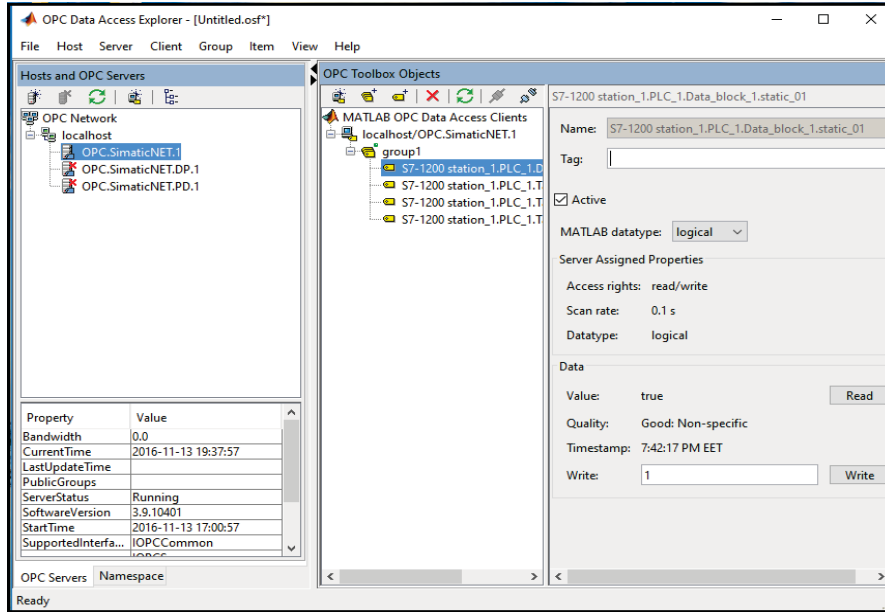 OPC Data Access Explorer - [Untitled.osf*]
File Host Server Client Group Item View Help
Hosts and OPC Servers
OPC Network
localhost
OPC.SimaticNET.1
OPC.SimaticNET.DP.1
OPC.SimaticNET.PD.1
Property Value
Bandwidth 0.0
CurrentTime 2016-11-13 19:37:57
LastUpdateTime
PublicGroups
ServerStatus Running
SoftwareVersion 3.9.10401
StartTime 2016-11-13 17:00:57
SupportedInterfa... IOPCCommon
OPC Servers Namespace
OPC Toolbox Objects
MATLAB OPC Data Access Clients
localhost/OPC.SimaticNET.1
group1
S7-1200 station_1.PLC_1.D
S7-1200 station_1.PLC_1.T
S7-1200 station_1.PLC_1.T
S7-1200 station_1.PLC_1.T
S7-1200 station_1.PLC_1.Data_block_1.static_01
Name: S7-1200 station_1.PLC_1.Data_block_1.static_01
Tag:
Active
MATLAB datatype: logical
Server Assigned Properties
Access rights: read/write
Scan rate: 0.1 s
Datatype: logical
Data
Value: true Read
Quality: Good: Non-specific
Timestamp: 7:42:17 PM EET
Write: 1 Write
Ready